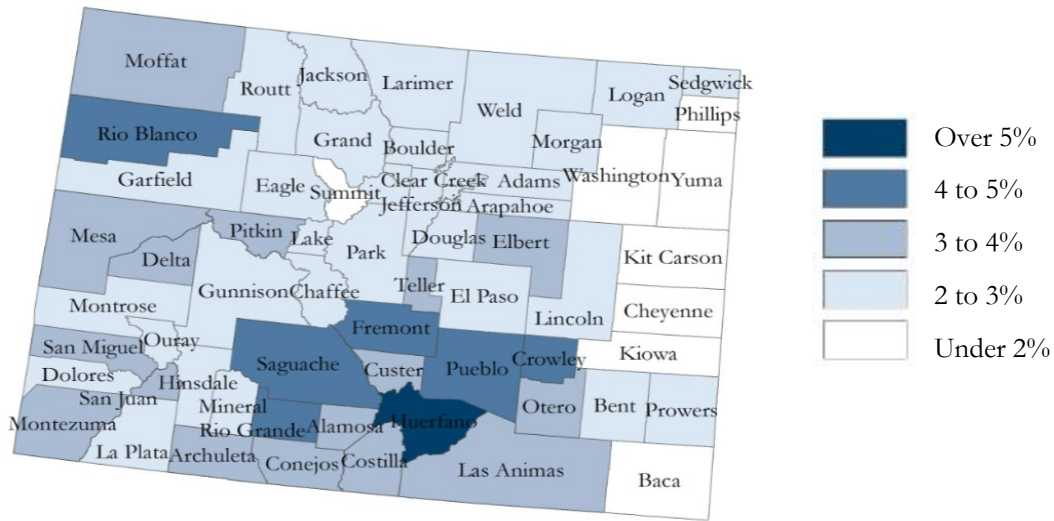 Moffat
Jackson
Larimer
Routt
Sedgwick
Logan
Weld
Phillips
Rio Blanco
Grand
Morgan
Boulder
Over 5%
Garfield
Eagle
Summit
Clear Creek
Adams
Washington
Yuma
Jefferson
Arapahoe
4 to 5%
Mesa
Pitkin
Lake
Douglas
Elbert
Park
Delta
Kit Carson
3 to 4%
Teller
Gunnison
Chaffee
El Paso
2 to 3%
Montrose
Lincoln
Cheyenne
Fremont
Ouray
San Miguel
Saguache
Custer
Pueblo
Crowley
Kiowa
Under 2%
Dolores
Hinsdale
San Juan
Mineral
Otero
Bent
Prowers
Montezuma
Rio Grande
Alamosa
Huerfano
La Plata
Archuleta
Conejos
Costilla
Las Animas
Baca